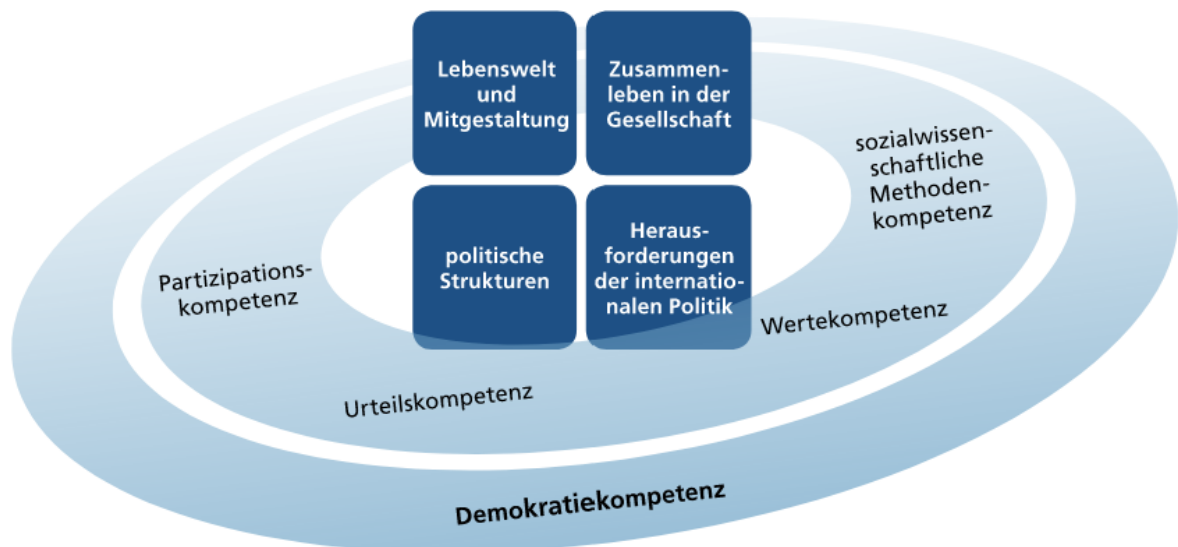 Lebenswelt
und
Mitgestaltung
Zusammen-
leben in der
Gesellschaft
politische
Strukturen
Heraus-
forderungen
der internatio-
nalen Politik
sozialwissen-
schaftliche
Methoden-
kompetenz
Partizipations-
kompetenz
Wertekompetenz
Urteilskompetenz
Demokratiekompetenz